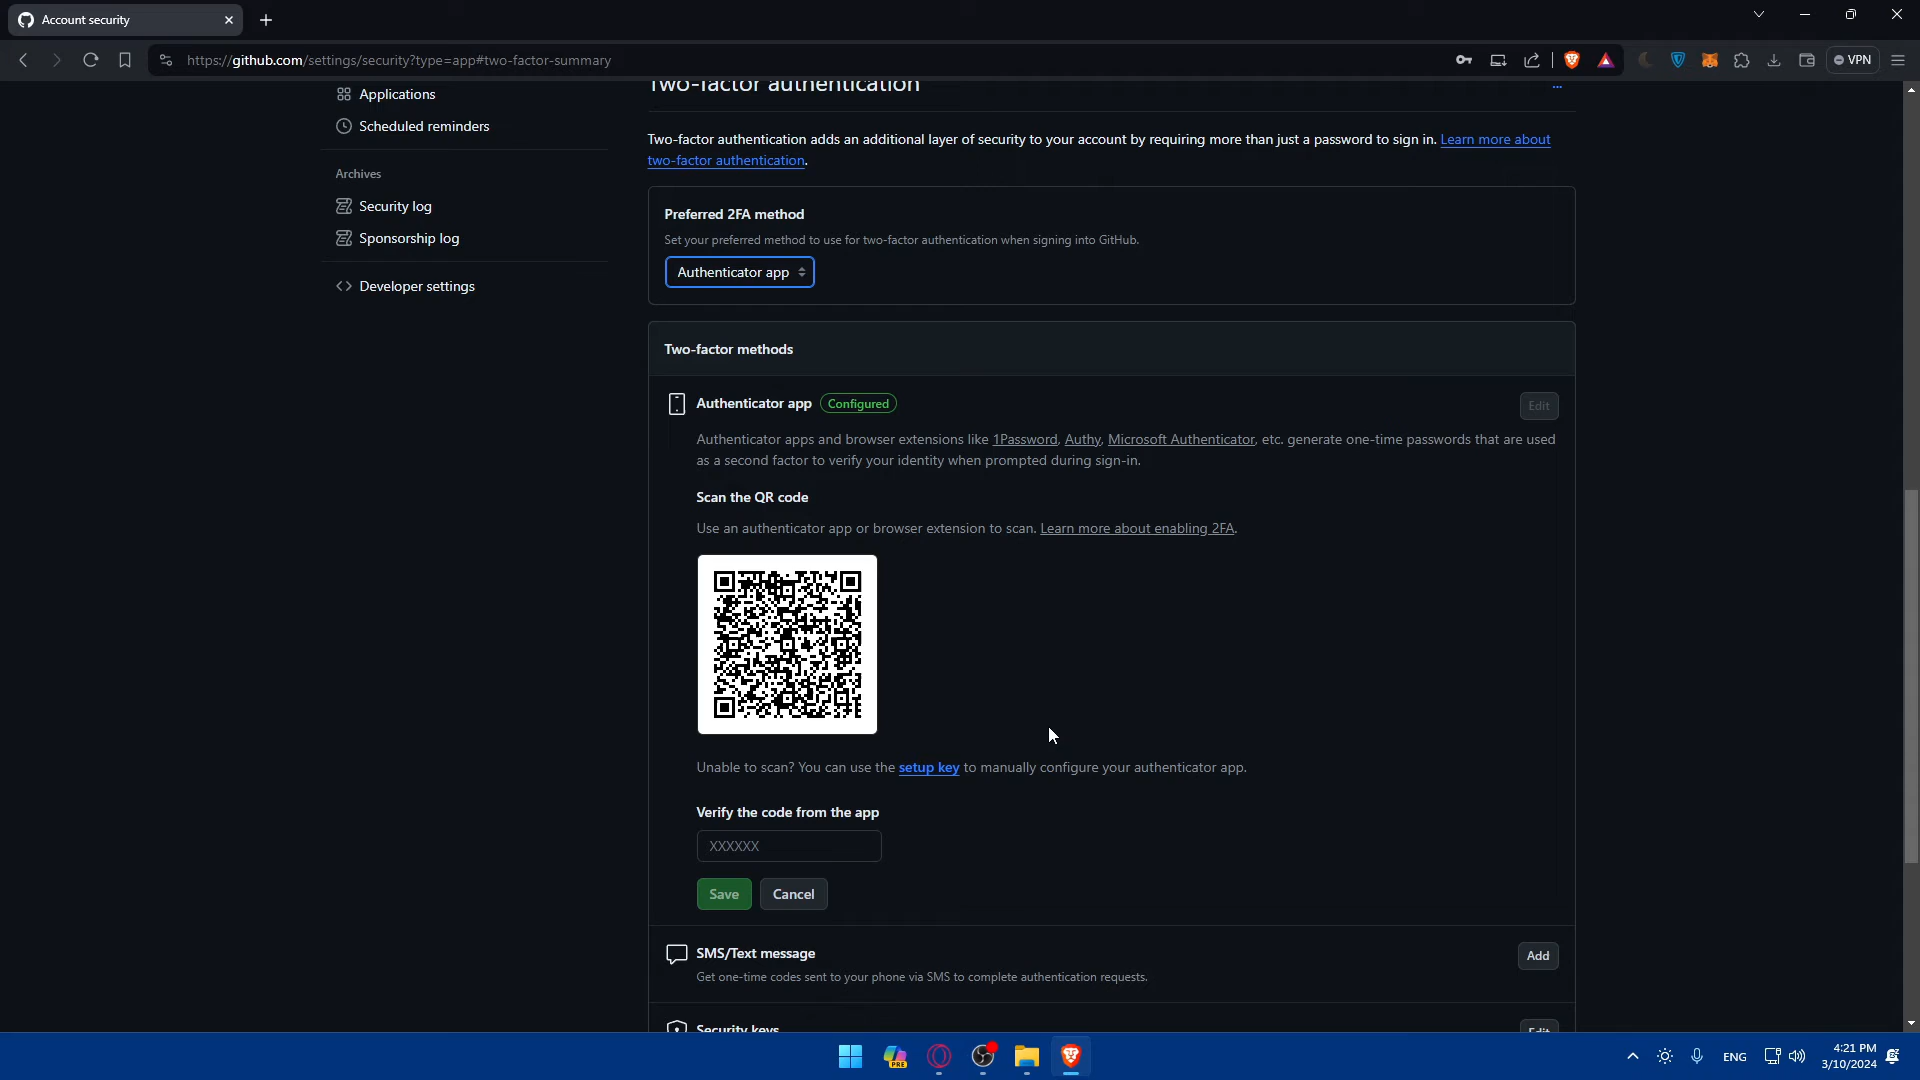 Account security
https://github.com/settings/security?type=app#two-factor-summary
VPN
Applications
Scheduled reminders
Archives
Security log
Sponsorship log
Developer settings
Two-factor authentication
Two-factor authentication adds an additional layer of security to your account by requiring more than just a password to sign in. Learn more about
two-factor authentication.
Preferred 2FA method
Set your preferred method to use for two-factor authentication when signing into GitHub.
Authenticator app
Two-factor methods
Authenticator app Configured
Edit
Authenticator apps and browser extensions like 1Password, Authy, Microsoft Authenticator, etc. generate one-time passwords that are used
as a second factor to verify your identity when prompted during sign-in.
Scan the QR code
Use an authenticator app or browser extension to scan. Learn more about enabling 2FA.
Unable to scan? You can use the setup key to manually configure your authenticator app.
Verify the code from the app
XXXXXX
Save Cancel
SMS/Text message
Add
Get one-time codes sent to your phone via SMS to complete authentication requests.
Security keys
Edit
PRE
ENG
4:21 PM
3/10/2024